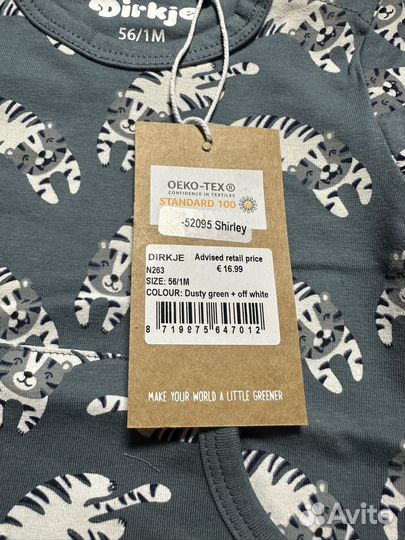 Dirkje
56/1M
OEKO-TEX®
CONFIDENCE IN TEXTILES
STANDARD 100
-52095 Shirley
DIRKJE Advised retail price
N263 € 16.99
SIZE: 56/1M
COLOUR: Dusty green + off white
8 719975 647012
MAKE YOUR WORLD A LITTLE GREENER
Avito